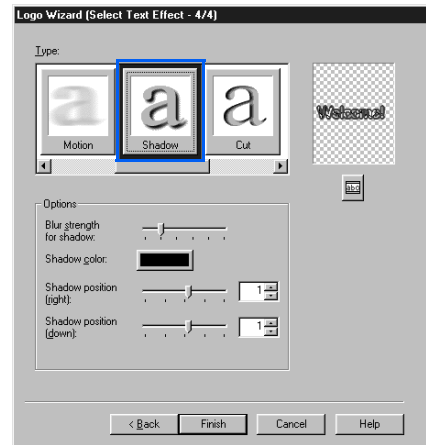 Logo Wizard (Select Text Effect - 4/4)
Type:
a a a
Motion Shadow Cut
Welcome!
abc
Options
Blur strength
for shadow:
Shadow color:
Shadow position
(right):
1
Shadow position
(down):
1
< Back Finish Cancel Help